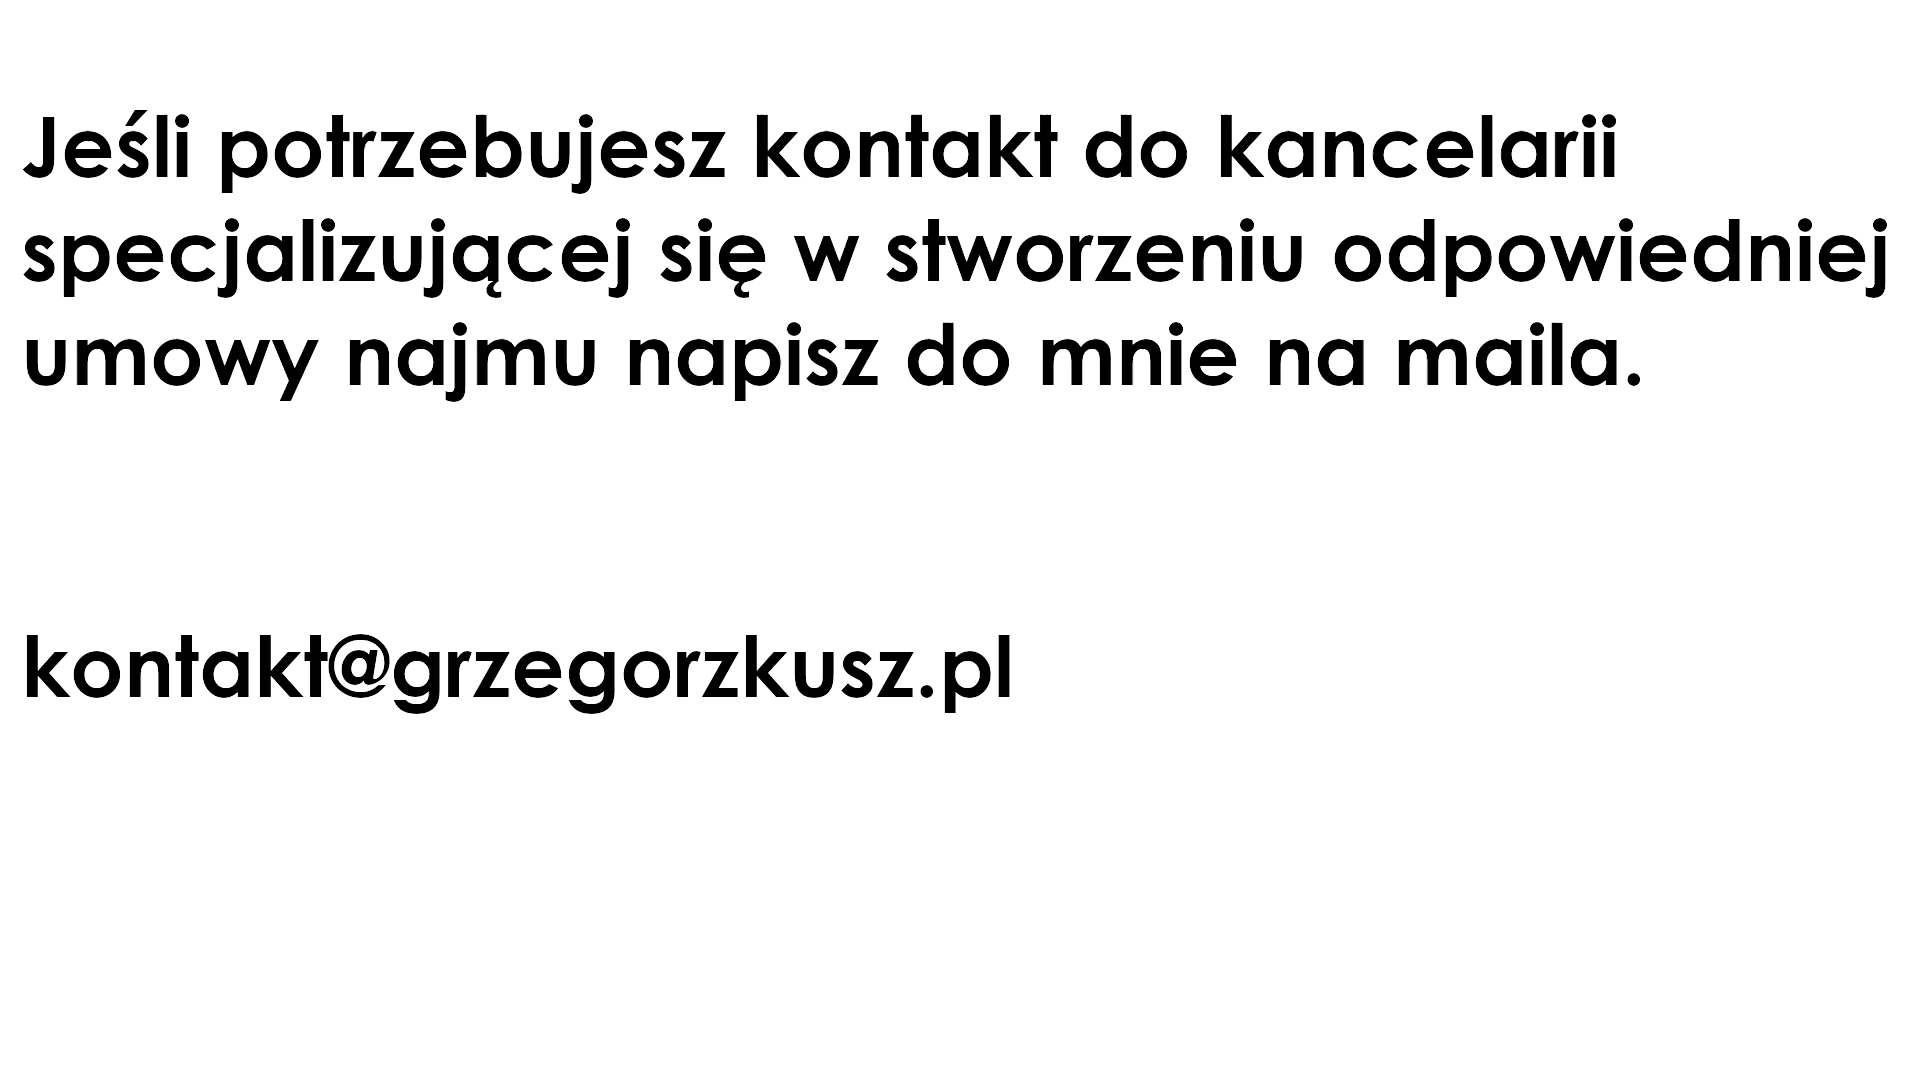 Jeśli potrzebujesz kontakt do kancelarii
specjalizującej się w stworzeniu odpowiedniej
umowy najmu napisz do mnie na maila.
kontakt@grzegorzkusz.pl